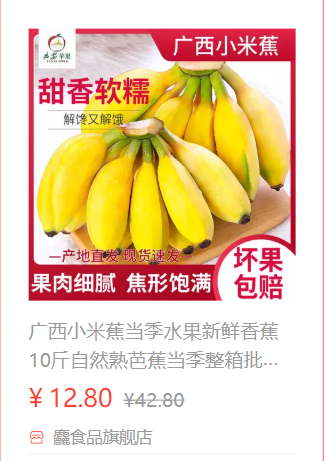 广西小米蕉
甜香软糯
解馋又解饿
—产地直发 现货速发—
果肉细腻 焦形饱满
坏果
包赔
广西小米蕉当季水果新鲜香蕉
10斤自然熟芭蕉当季整箱批...
¥ 12.80 ¥42.80
麤食品旗舰店